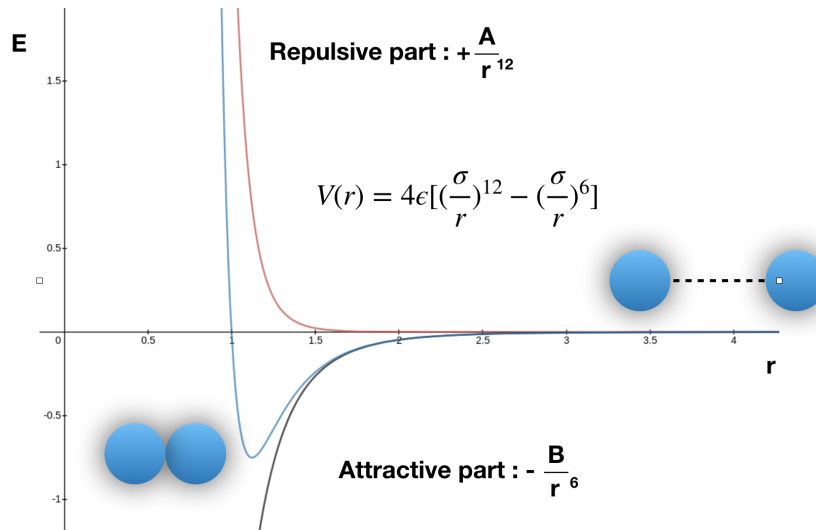 E
Repulsive part : + A/r 12
1.5
1
V(r) = 4ϵ[(σ/r)12 − (σ/r)6]
0.5
0 0.5 1 1.5 2 2.5 3 3.5 4
r
-0.5
Attractive part : - B/r 6
-1